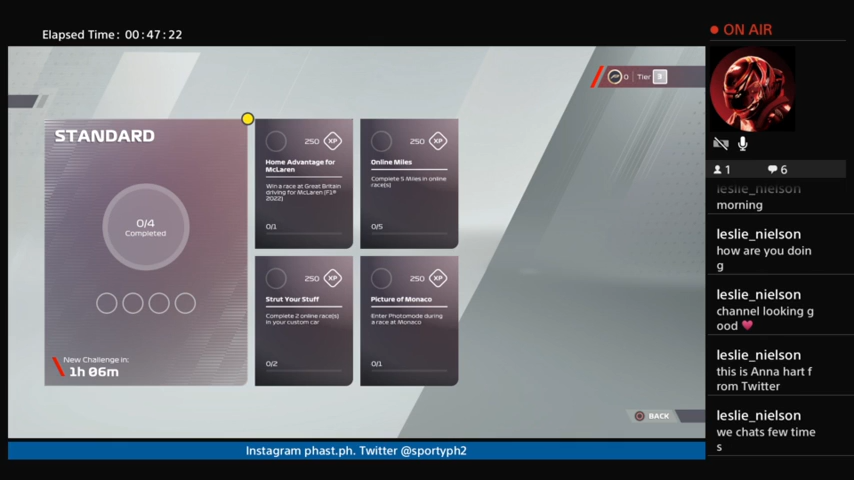 Elapsed Time: 00:47:22
ON AIR
0 | Tier 3
STANDARD
0/4
Completed
New Challenge in:
1h 06m
250 XP
Home Advantage for
McLaren
Win a race at Great Britain
driving for McLaren (F1®
2022)
0/1
250 XP
Online Miles
Complete 5 Miles in online
race(s)
0/5
250 XP
Strut Your Stuff
Complete 2 online race(s)
in your custom car
0/2
250 XP
Picture of Monaco
Enter Photomode during
a race at Monaco
0/1
BACK
1 6
leslie_nielson
morning
leslie_nielson
how are you doin
g
leslie_nielson
channel looking g
ood
leslie_nielson
this is Anna hart f
rom Twitter
leslie_nielson
we chats few time
s
Instagram phast.ph. Twitter @sportyph2